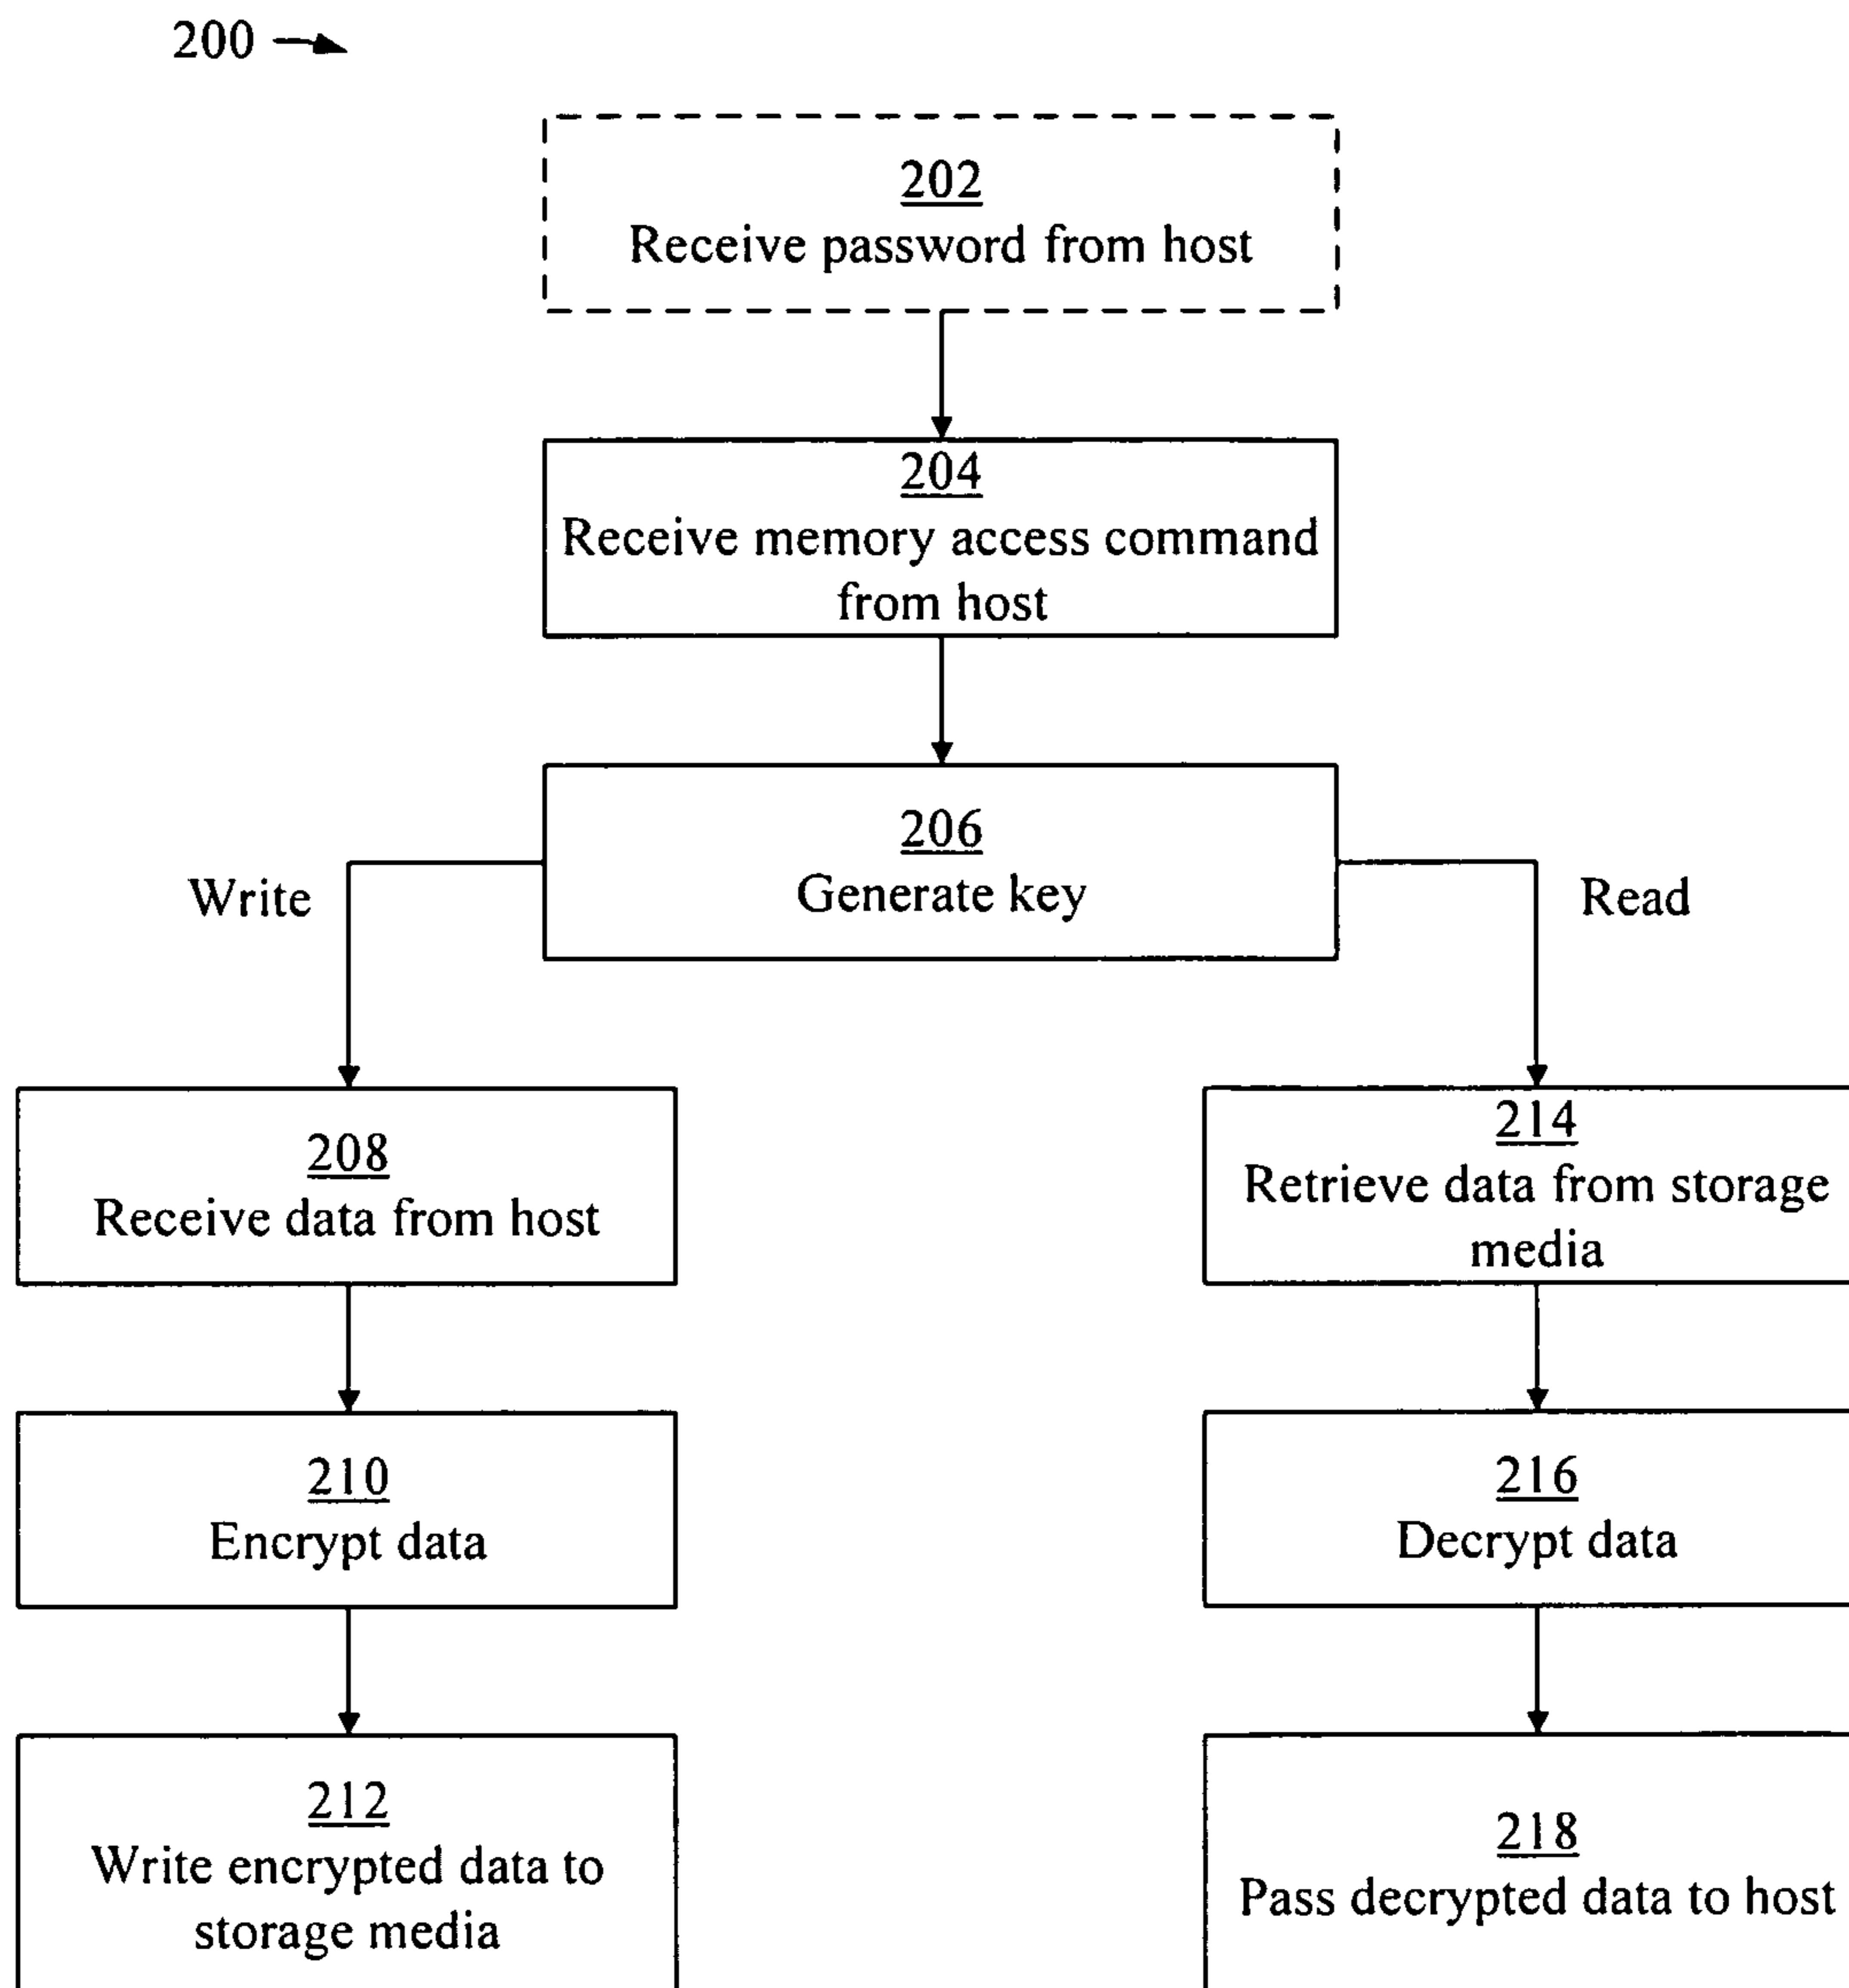 200
202
Receive password from host
204
Receive memory access command
from host
206
Generate key
Write
Read
208
Receive data from host
214
Retrieve data from storage
media
210
Encrypt data
216
Decrypt data
212
Write encrypted data to
storage media
218
Pass decrypted data to host